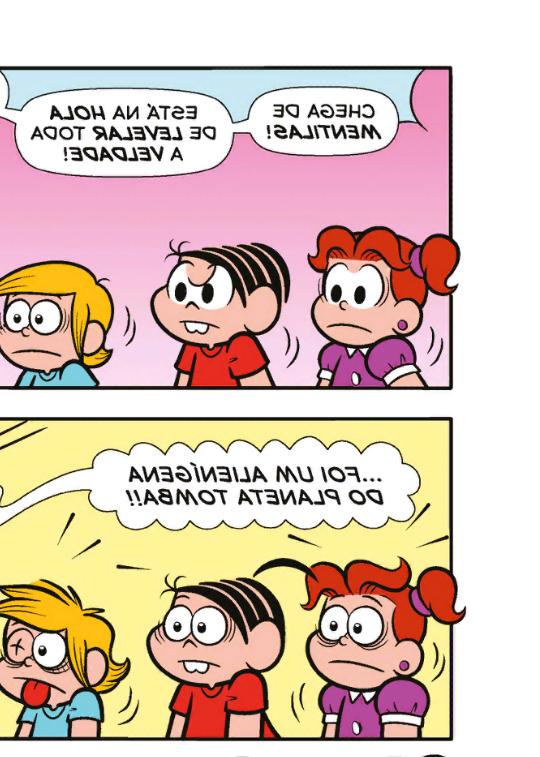 CHEGA DE
MENTILAS!
ESTÁ NA HOLA
DE LEVELAR TODA
A VELDADE!
...FOI UM ALIENÍGENA
DO PLANETA TOMBA!!